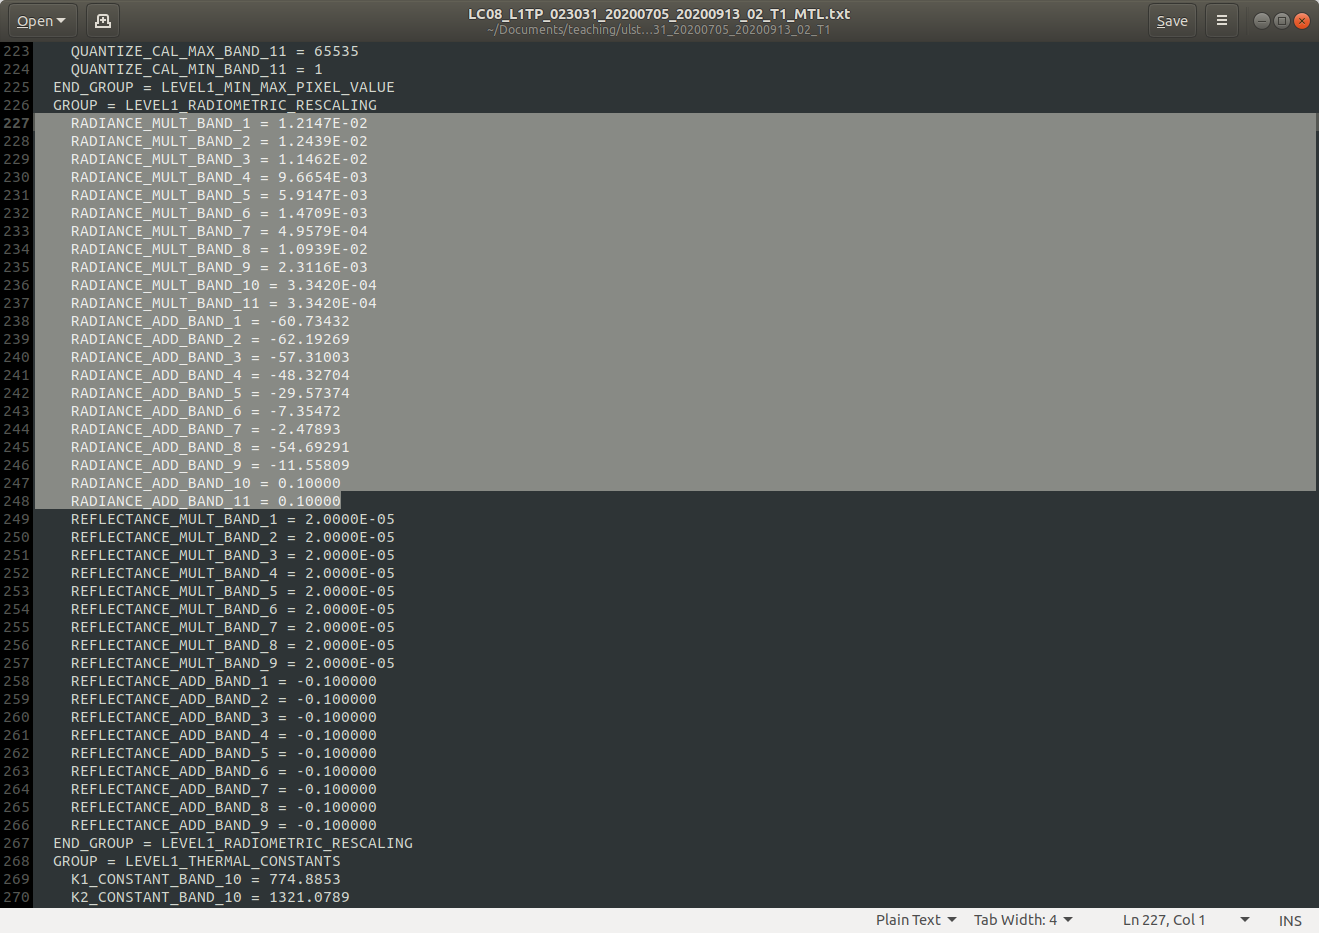 Open
LC08_L1TP_023031_20200705_20200913_02_T1_MTL.txt
~/Documents/teaching/ulst...31_20200705_20200913_02_T1
Save
223 QUANTIZE_CAL_MAX_BAND_11 = 65535
224 QUANTIZE_CAL_MIN_BAND_11 = 1
225 END_GROUP = LEVEL1_MIN_MAX_PIXEL_VALUE
226 GROUP = LEVEL1_RADIOMETRIC_RESCALING
227 RADIANCE_MULT_BAND_1 = 1.2147E-02
228 RADIANCE_MULT_BAND_2 = 1.2439E-02
229 RADIANCE_MULT_BAND_3 = 1.1462E-02
230 RADIANCE_MULT_BAND_4 = 9.6654E-03
231 RADIANCE_MULT_BAND_5 = 5.9147E-03
232 RADIANCE_MULT_BAND_6 = 1.4709E-03
233 RADIANCE_MULT_BAND_7 = 4.9579E-04
234 RADIANCE_MULT_BAND_8 = 1.0939E-02
235 RADIANCE_MULT_BAND_9 = 2.3116E-03
236 RADIANCE_MULT_BAND_10 = 3.3420E-04
237 RADIANCE_MULT_BAND_11 = 3.3420E-04
238 RADIANCE_ADD_BAND_1 = -60.73432
239 RADIANCE_ADD_BAND_2 = -62.19269
240 RADIANCE_ADD_BAND_3 = -57.31003
241 RADIANCE_ADD_BAND_4 = -48.32704
242 RADIANCE_ADD_BAND_5 = -29.57374
243 RADIANCE_ADD_BAND_6 = -7.35472
244 RADIANCE_ADD_BAND_7 = -2.47893
245 RADIANCE_ADD_BAND_8 = -54.69291
246 RADIANCE_ADD_BAND_9 = -11.55809
247 RADIANCE_ADD_BAND_10 = 0.10000
248 RADIANCE_ADD_BAND_11 = 0.10000
249 REFLECTANCE_MULT_BAND_1 = 2.0000E-05
250 REFLECTANCE_MULT_BAND_2 = 2.0000E-05
251 REFLECTANCE_MULT_BAND_3 = 2.0000E-05
252 REFLECTANCE_MULT_BAND_4 = 2.0000E-05
253 REFLECTANCE_MULT_BAND_5 = 2.0000E-05
254 REFLECTANCE_MULT_BAND_6 = 2.0000E-05
255 REFLECTANCE_MULT_BAND_7 = 2.0000E-05
256 REFLECTANCE_MULT_BAND_8 = 2.0000E-05
257 REFLECTANCE_MULT_BAND_9 = 2.0000E-05
258 REFLECTANCE_ADD_BAND_1 = -0.100000
259 REFLECTANCE_ADD_BAND_2 = -0.100000
260 REFLECTANCE_ADD_BAND_3 = -0.100000
261 REFLECTANCE_ADD_BAND_4 = -0.100000
262 REFLECTANCE_ADD_BAND_5 = -0.100000
263 REFLECTANCE_ADD_BAND_6 = -0.100000
264 REFLECTANCE_ADD_BAND_7 = -0.100000
265 REFLECTANCE_ADD_BAND_8 = -0.100000
266 REFLECTANCE_ADD_BAND_9 = -0.100000
267 END_GROUP = LEVEL1_RADIOMETRIC_RESCALING
268 GROUP = LEVEL1_THERMAL_CONSTANTS
269 K1_CONSTANT_BAND_10 = 774.8853
270 K2_CONSTANT_BAND_10 = 1321.0789
Plain Text Tab Width: 4 Ln 227, Col 1 INS